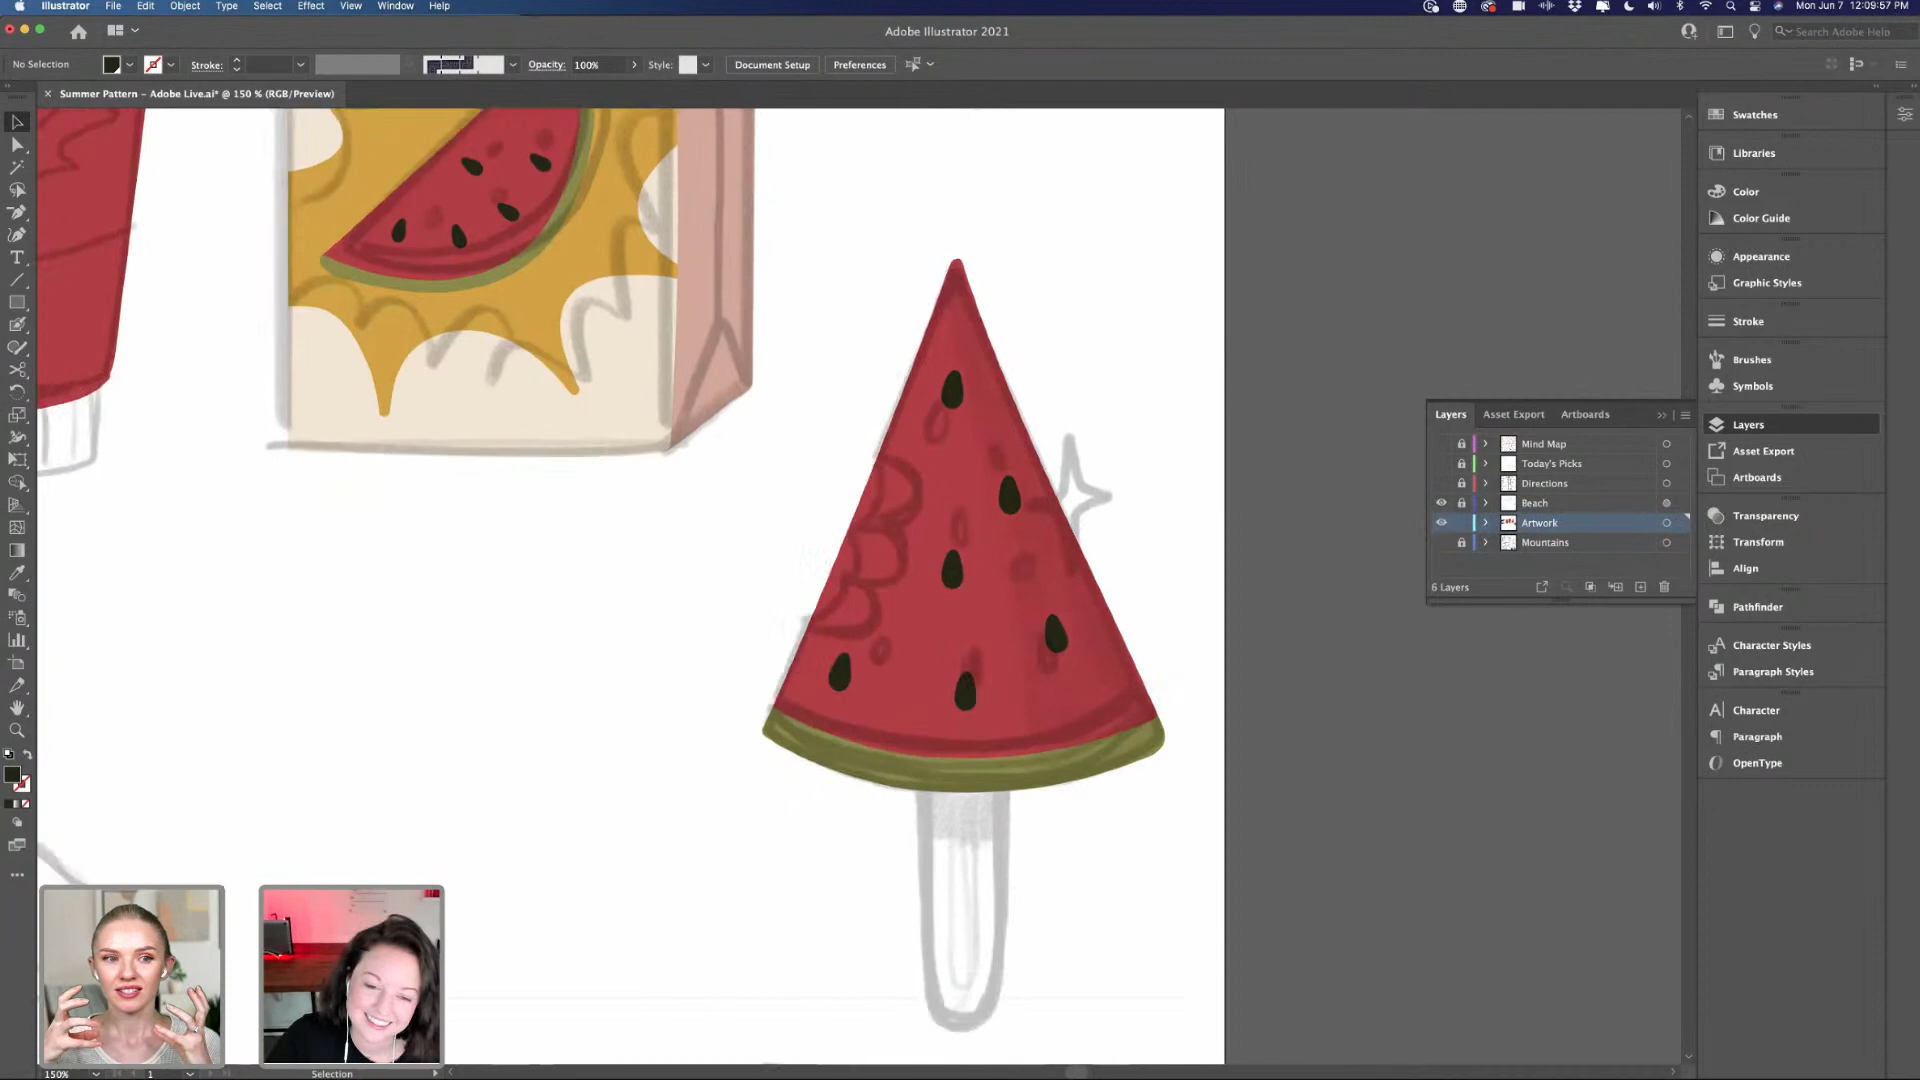 Illustrator File Edit Object Type Select Effect View Window Help Mon Jun 7 12:09:57 PM
Adobe Illustrator 2021 Search Adobe Help
No Selection Stroke: Opacity: 100% Style: Document Setup Preferences
Summer Pattern – Adobe Live.ai* @ 150 % (RGB/Preview)
Swatches
Libraries
Color
Color Guide
Appearance
Graphic Styles
Stroke
Brushes
Symbols
Layers
Asset Export
Artboards
Transparency
Transform
Align
Pathfinder
Character Styles
Paragraph Styles
Character
Paragraph
OpenType
Layers Asset Export Artboards
Mind Map
Today's Picks
Directions
Beach
Artwork
Mountains
6 Layers
150% 1 Selection